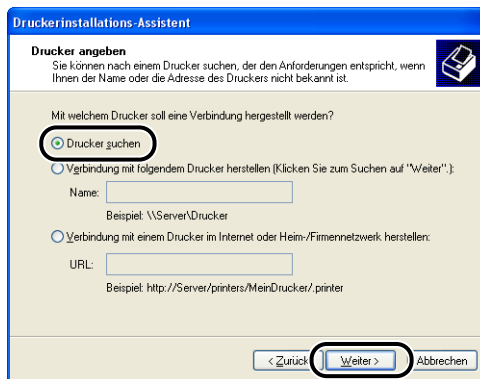 Druckerinstallations-Assistent
Drucker angeben
Sie können nach einem Drucker suchen, der den Anforderungen entspricht, wenn
Ihnen der Name oder die Adresse des Druckers nicht bekannt ist.
Mit welchem Drucker soll eine Verbindung hergestellt werden?
Drucker suchen
Verbindung mit folgendem Drucker herstellen (Klicken Sie zum Suchen auf "Weiter".):
Name:
Beispiel: \\Server\Drucker
Verbindung mit einem Drucker im Internet oder Heim-/Firmennetzwerk herstellen:
URL:
Beispiel: http://Server/printers/MeinDrucker/.printer
< Zurück Weiter > Abbrechen